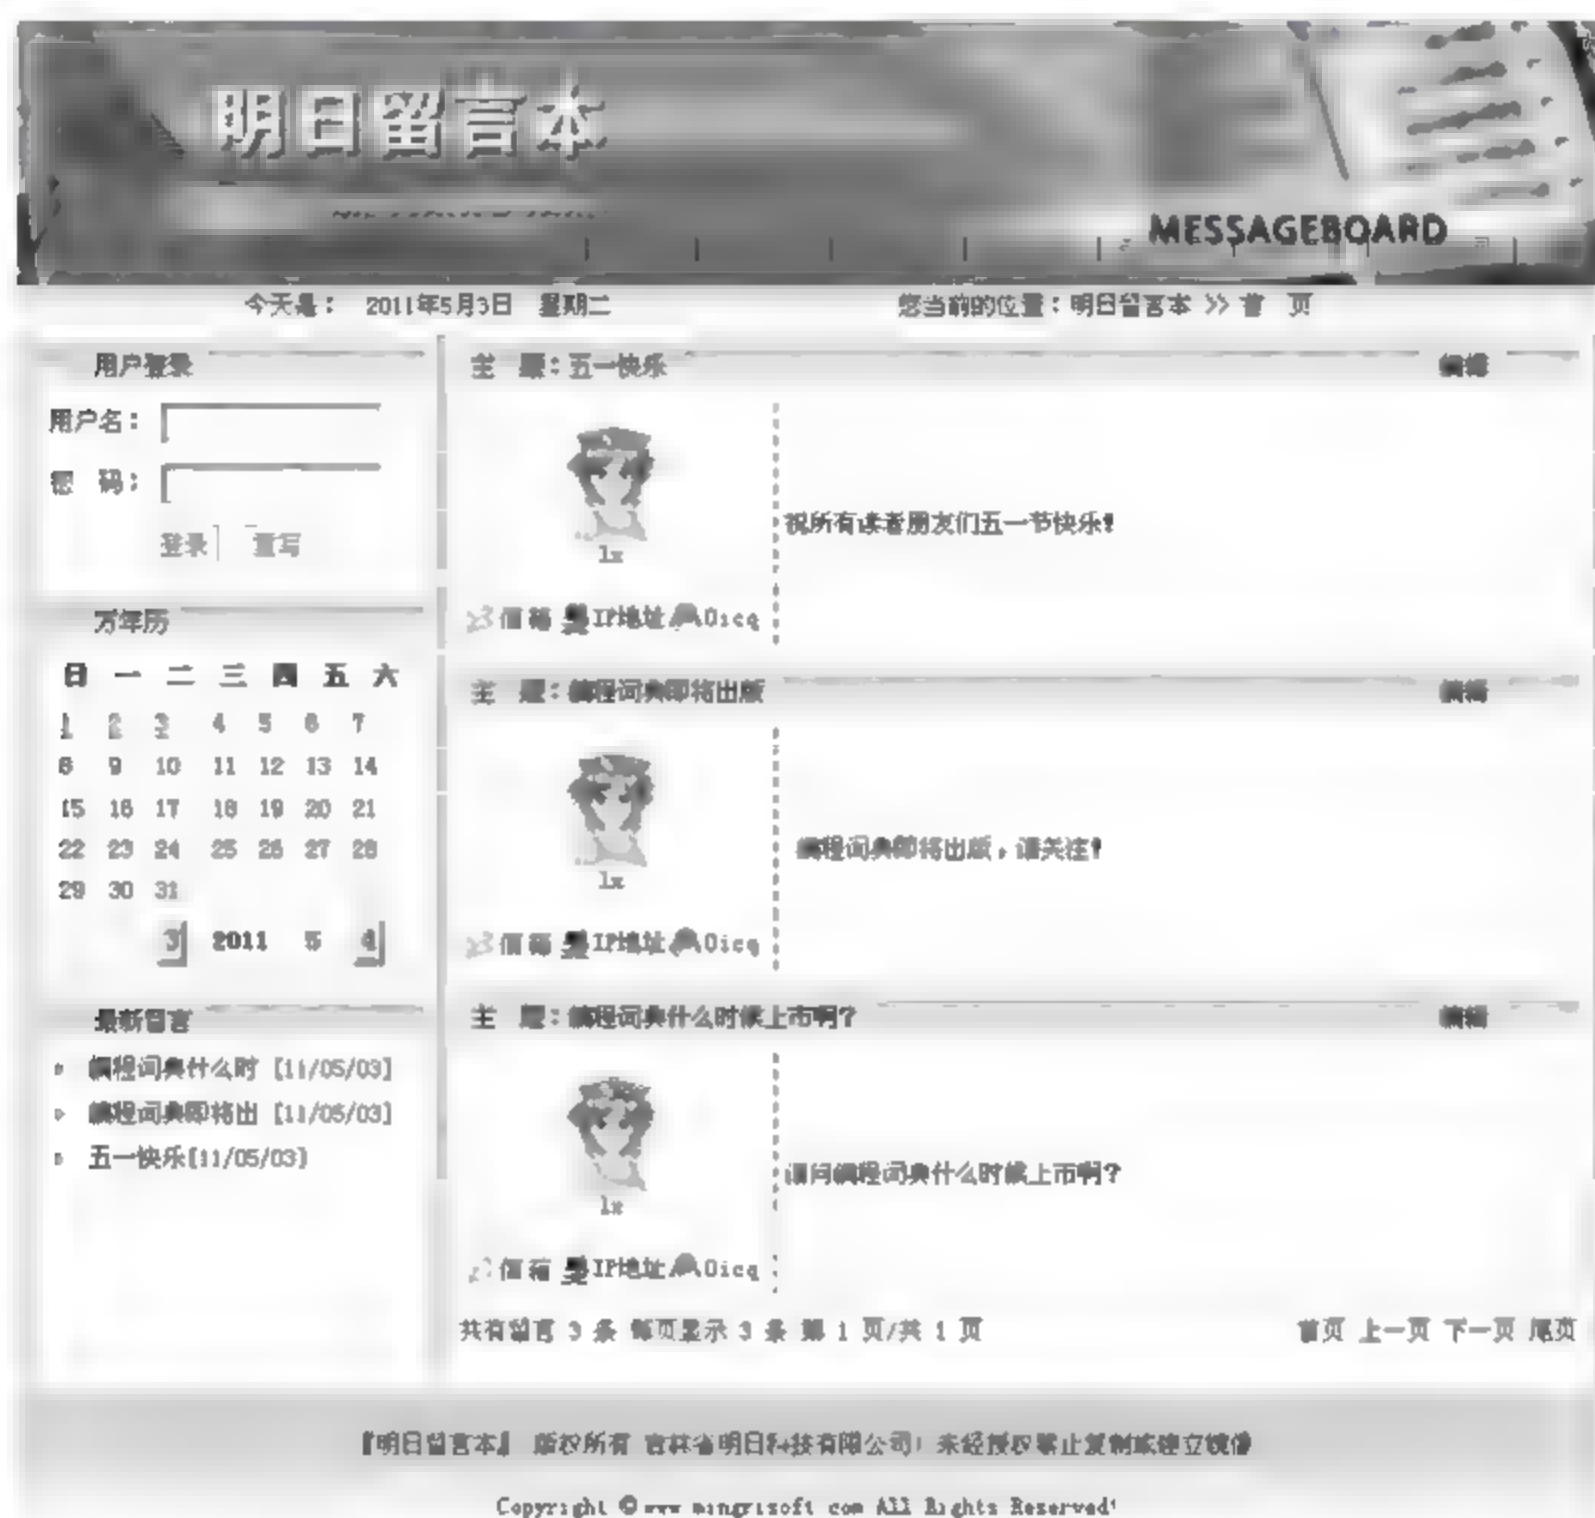 明日留言本
MESSAGEBOARD
今天是： 2011年5月3日 星期二
您当前的位置：明日留言本 >> 首 页
用户登录
用户名：
密 码：
登录 重写
万年历
日 一 二 三 四 五 六
1 2 3 4 5 6 7
8 9 10 11 12 13 14
15 16 17 18 19 20 21
22 23 24 25 26 27 28
29 30 31
3 2011 5 4
最新留言
编程词典什么时 [11/05/03]
编程词典即将出 [11/05/03]
五一快乐[11/05/03]
主 题：五一快乐 编辑
lx
祝所有读者朋友们五一节快乐！
信箱 IP地址 Oicq
主 题：编程词典即将出版 编辑
lx
编程词典即将出版，请关注！
信箱 IP地址 Oicq
主 题：编程词典什么时候上市啊？ 编辑
lx
请问编程词典什么时候上市啊？
信箱 IP地址 Oicq
共有留言 3 条 每页显示 3 条 第 1 页/共 1 页
首页 上一页 下一页 尾页
『明日留言本』 版权所有 吉林省明日科技有限公司! 未经授权禁止复制或建立镜像
Copyright © www mingrisoft com All Rights Reserved!